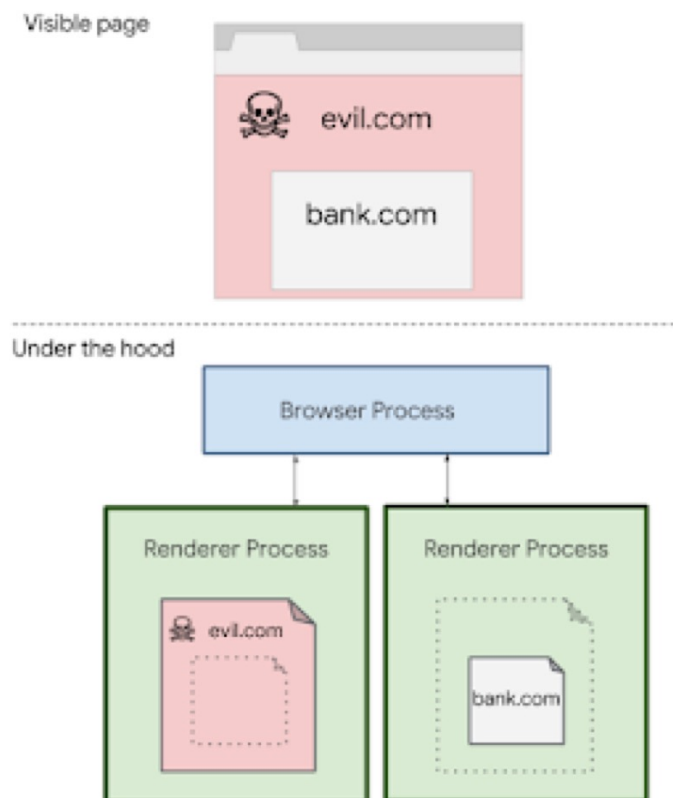 Visible page
evil.com
bank.com
Under the hood
Browser Process
Renderer Process
Renderer Process
evil.com
bank.com